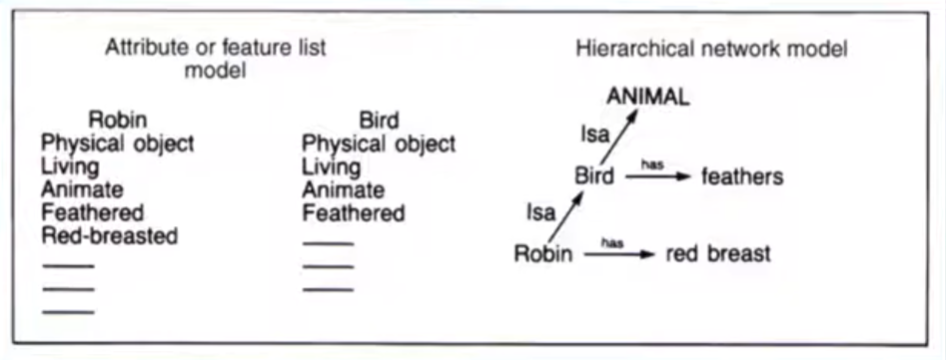 Attribute or feature list
model
Robin
Physical object
Living
Animate
Feathered
Red-breasted
Bird
Physical object
Living
Animate
Feathered
Hierarchical network model
ANIMAL
Isa
Bird has feathers
Isa
Robin has red breast